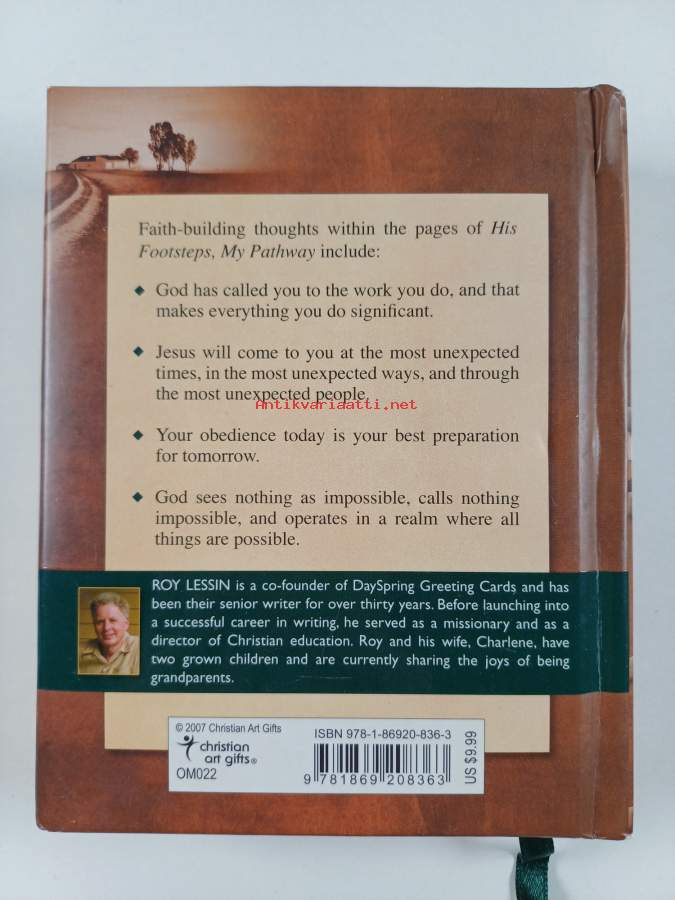 Faith-building thoughts within the pages of His
Footsteps, My Pathway include:
◆ God has called you to the work you do, and that
makes everything you do significant.
◆ Jesus will come to you at the most unexpected
times, in the most unexpected ways, and through
the most unexpected people.
Antikvariaatti.net
◆ Your obedience today is your best preparation
for tomorrow.
◆ God sees nothing as impossible, calls nothing
impossible, and operates in a realm where all
things are possible.
ROY LESSIN is a co-founder of DaySpring Greeting Cards and has
been their senior writer for over thirty years. Before launching into
a successful career in writing, he served as a missionary and as a
director of Christian education. Roy and his wife, Charlene, have
two grown children and are currently sharing the joys of being
grandparents.
© 2007 Christian Art Gifts
christian
art gifts®
OM022
ISBN 978-1-86920-836-3
9 781869 208363
US $9.99